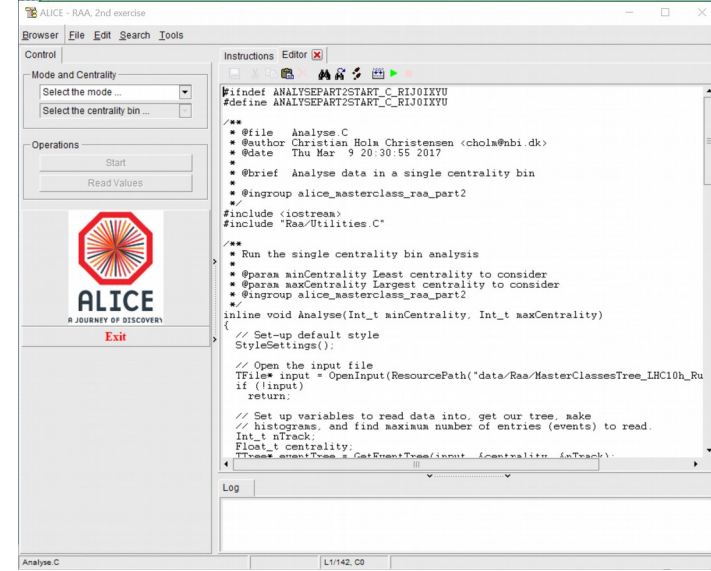 ALICE - RAA, 2nd exercise
Browser File Edit Search Tools
Control
Mode and Centrality
Select the mode ...
Select the centrality bin ...
Operations
Start
Read Values
ALICE
A JOURNEY OF DISCOVERY
Exit
Instructions Editor
#ifndef ANALYSEPART2START_C_RIJ0IXYU
#define ANALYSEPART2START_C_RIJ0IXYU
/**
* @file Analyse.C
* @author Christian Holm Christensen <cholm@nbi.dk>
* @date Thu Mar 9 20:30:55 2017
*
* @brief Analyse data in a single centrality bin
*
* @ingroup alice_masterclass_raa_part2
*/
#include <iostream>
#include "Raa/Utilities.C"
/**
* Run the single centrality bin analysis
*
* @param minCentrality Least centrality to consider
* @param maxCentrality Largest centrality to consider
* @ingroup alice_masterclass_raa_part2
*/
inline void Analyse(Int_t minCentrality, Int_t maxCentrality)
{
// Set-up default style
StyleSettings();
// Open the input file
TFile* input = OpenInput(ResourcePath("data/Raa/MasterClassesTree_LHC10h_Ru
if (!input)
return;
// Set up variables to read data into, get our tree, make
// histograms, and find maximum number of entries (events) to read.
Int_t nTrack;
Float_t centrality;
TTree* eventTree = GetEventTree(input, &centrality, &nTrack);
Log
Analyse.C
L1/142, C0